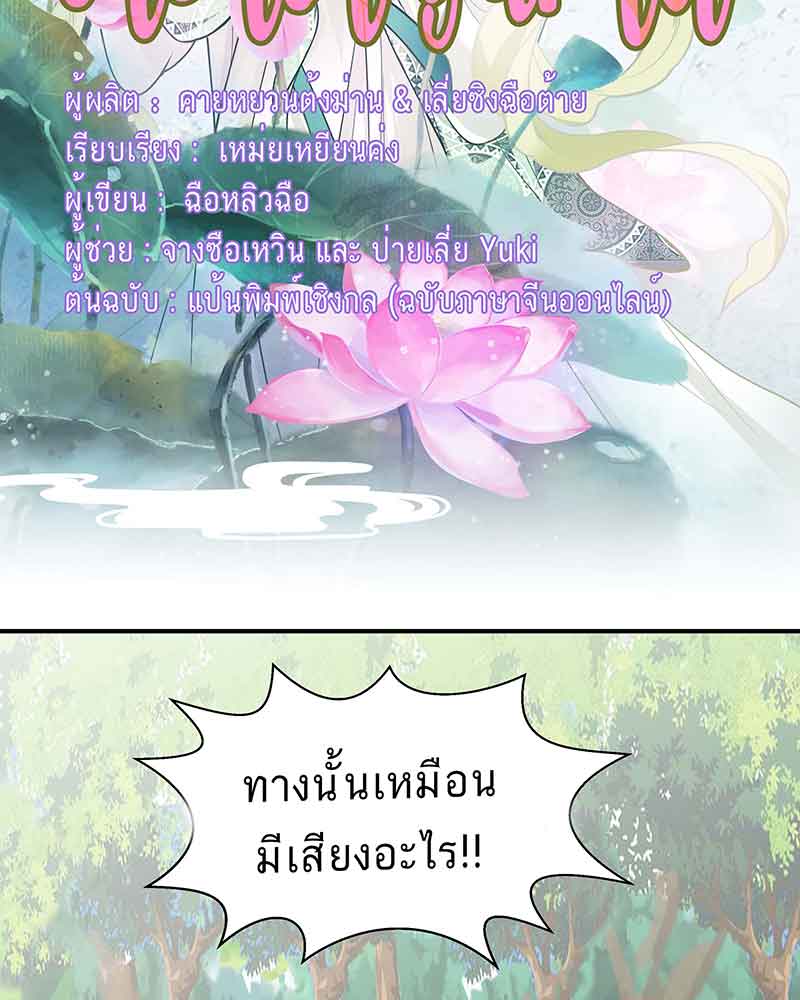 ผู้ผลิต : คายหยวนต้งม่าน & เลี่ยซิงฉือต้าย
เรียบเรียง : เหม่ยเหยียนค่ง
ผู้เขียน : ฉือหลิวฉือ
ผู้ช่วย : จางซือเหวิน และ ป่ายเลี่ย Yuki
ต้นฉบับ : แป้นพิมพ์เชิงกล (ฉบับภาษาจีนออนไลน์)
ทางนั้นเหมือน
มีเสียงอะไร!!